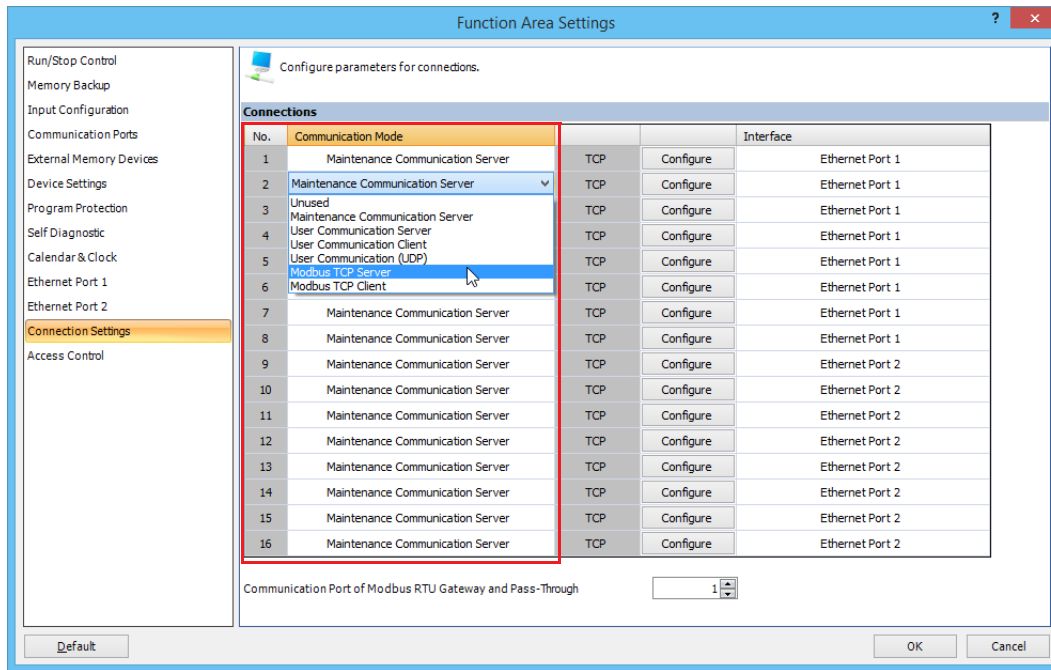 Function Area Settings
?
×
Run/Stop Control
Memory Backup
Input Configuration
Communication Ports
External Memory Devices
Device Settings
Program Protection
Self Diagnostic
Calendar & Clock
Ethernet Port 1
Ethernet Port 2
Connection Settings
Access Control
Configure parameters for connections.
Connections
No. Communication Mode Interface
1 Maintenance Communication Server TCP Configure Ethernet Port 1
2 Maintenance Communication Server TCP Configure Ethernet Port 1
Unused
Maintenance Communication Server
User Communication Server
User Communication Client
User Communication (UDP)
Modbus TCP Server
Modbus TCP Client
3 TCP Configure Ethernet Port 1
4 TCP Configure Ethernet Port 1
5 TCP Configure Ethernet Port 1
6 TCP Configure Ethernet Port 1
7 Maintenance Communication Server TCP Configure Ethernet Port 1
8 Maintenance Communication Server TCP Configure Ethernet Port 1
9 Maintenance Communication Server TCP Configure Ethernet Port 2
10 Maintenance Communication Server TCP Configure Ethernet Port 2
11 Maintenance Communication Server TCP Configure Ethernet Port 2
12 Maintenance Communication Server TCP Configure Ethernet Port 2
13 Maintenance Communication Server TCP Configure Ethernet Port 2
14 Maintenance Communication Server TCP Configure Ethernet Port 2
15 Maintenance Communication Server TCP Configure Ethernet Port 2
16 Maintenance Communication Server TCP Configure Ethernet Port 2
Communication Port of Modbus RTU Gateway and Pass-Through 1
Default OK Cancel